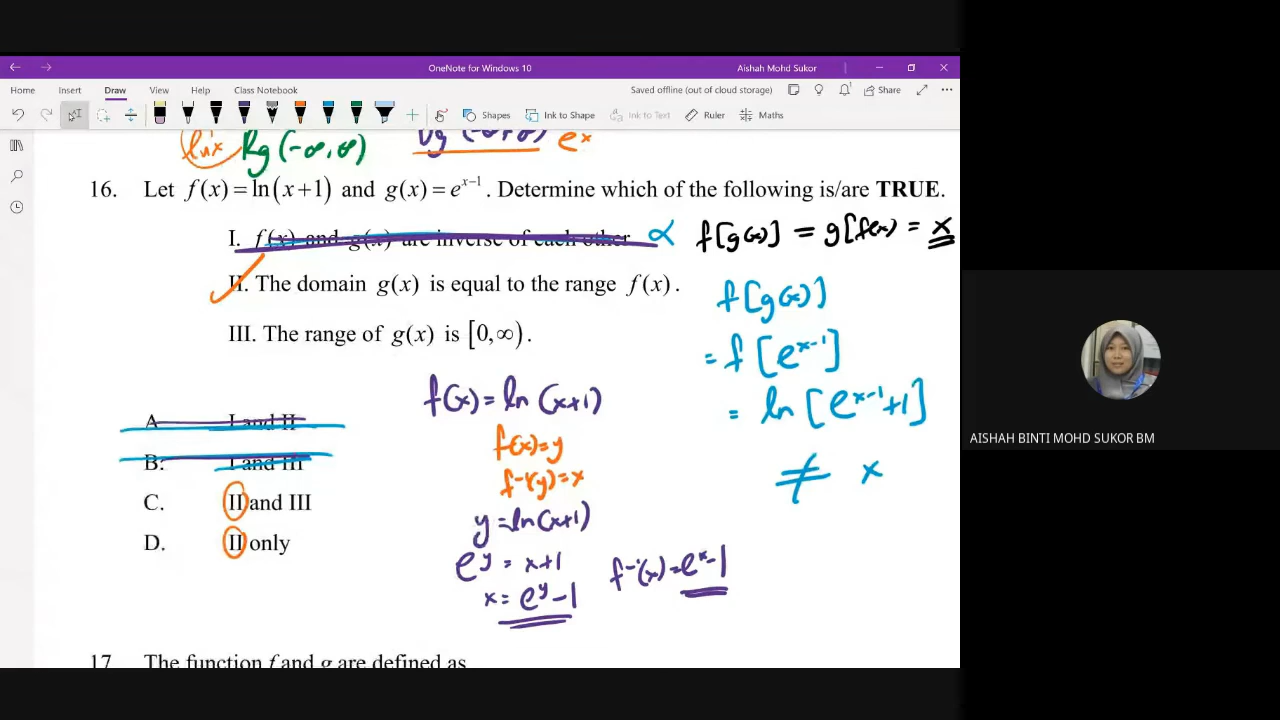 OneNote for Windows 10
Aishah Mohd Sukor
Home Insert Draw View Help Class Notebook
Saved offline (out of cloud storage)
Share
Shapes Ink to Shape Ink to Text Ruler Maths
ln x Rg (-∞, ∞) Dg (-∞, ∞) eˣ
16. Let f(x) = ln(x+1) and g(x) = e^{x-1}. Determine which of the following is/are TRUE.
I. f(x) and g(x) are inverse of each other. f[g(x)] = g[f(x) = x
II. The domain g(x) is equal to the range f(x).
f[g(x)]
III. The range of g(x) is [0, ∞).
= f[e^{x-1}]
f(x) = ln (x+1)
= ln [e^{x-1}+1]
A I and II
f(x) = y
B. I and III
≠ x
f⁻¹(y) = x
C. II and III
y = ln(x+1)
D. II only
e^y = x+1
f⁻¹(x) = e^x - 1
x = e^y - 1
AISHAH BINTI MOHD SUKOR BM
17 The function f and g are defined as